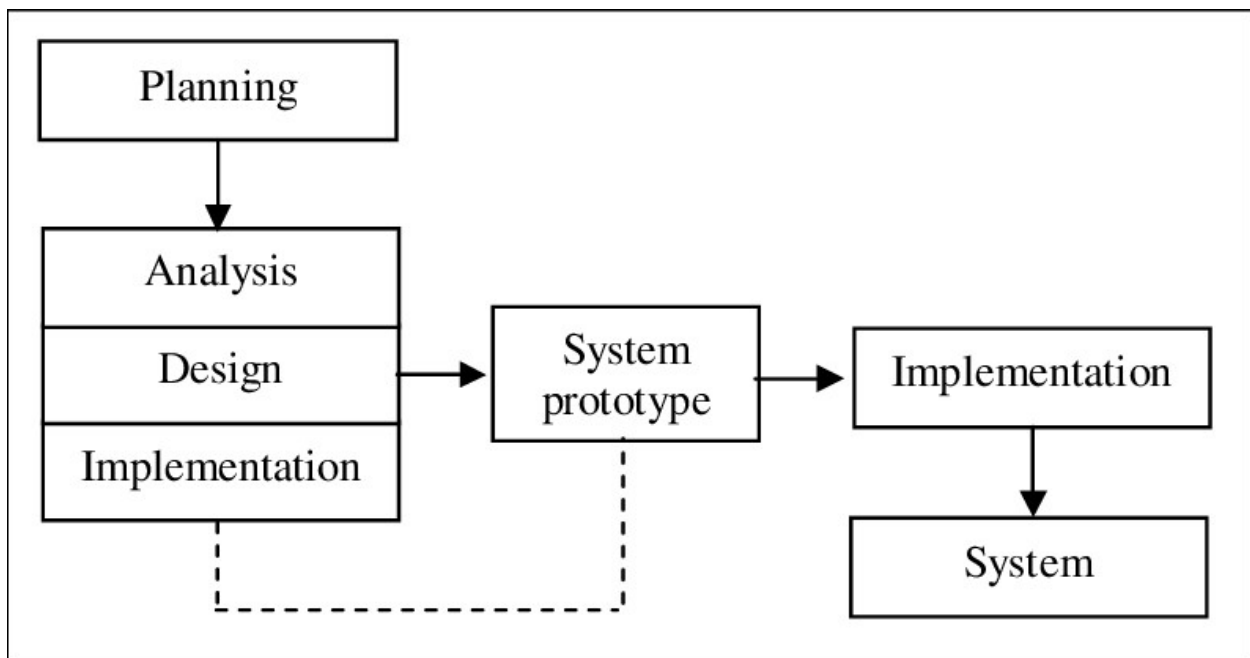 Planning
Analysis
Design
Implementation
System
prototype
Implementation
System